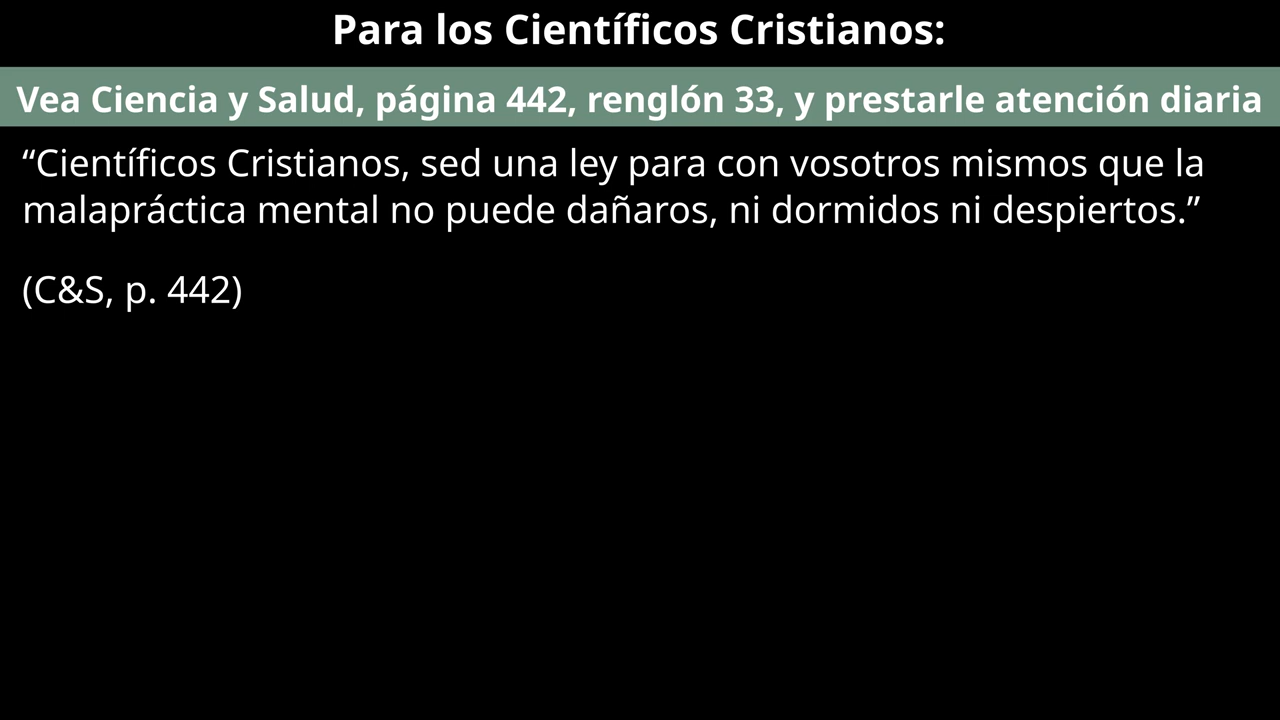 Para los Científicos Cristianos:
Vea Ciencia y Salud, página 442, renglón 33, y prestarle atención diaria
“Científicos Cristianos, sed una ley para con vosotros mismos que la
malapráctica mental no puede dañaros, ni dormidos ni despiertos.”
(C&S, p. 442)